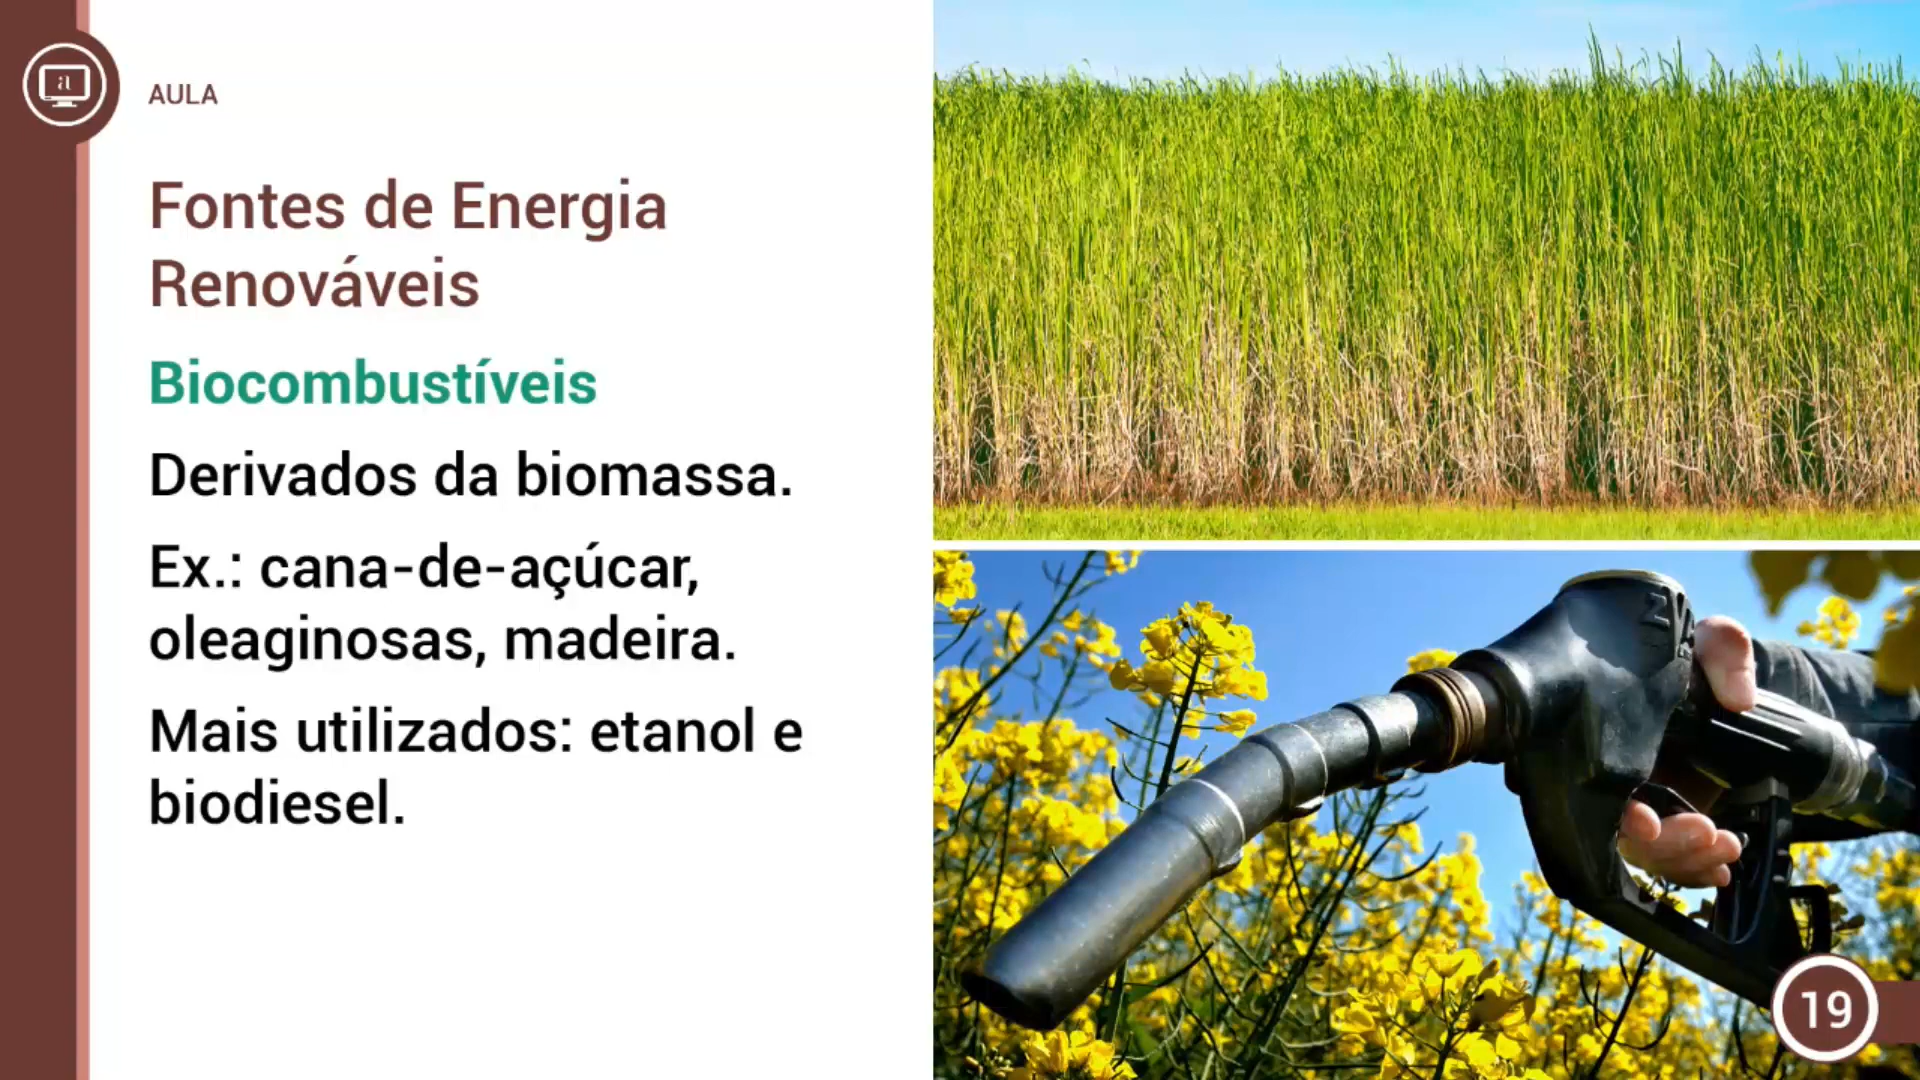 a
AULA
Fontes de Energia
Renováveis
Biocombustíveis
Derivados da biomassa.
Ex.: cana-de-açúcar,
oleaginosas, madeira.
Mais utilizados: etanol e
biodiesel.
19